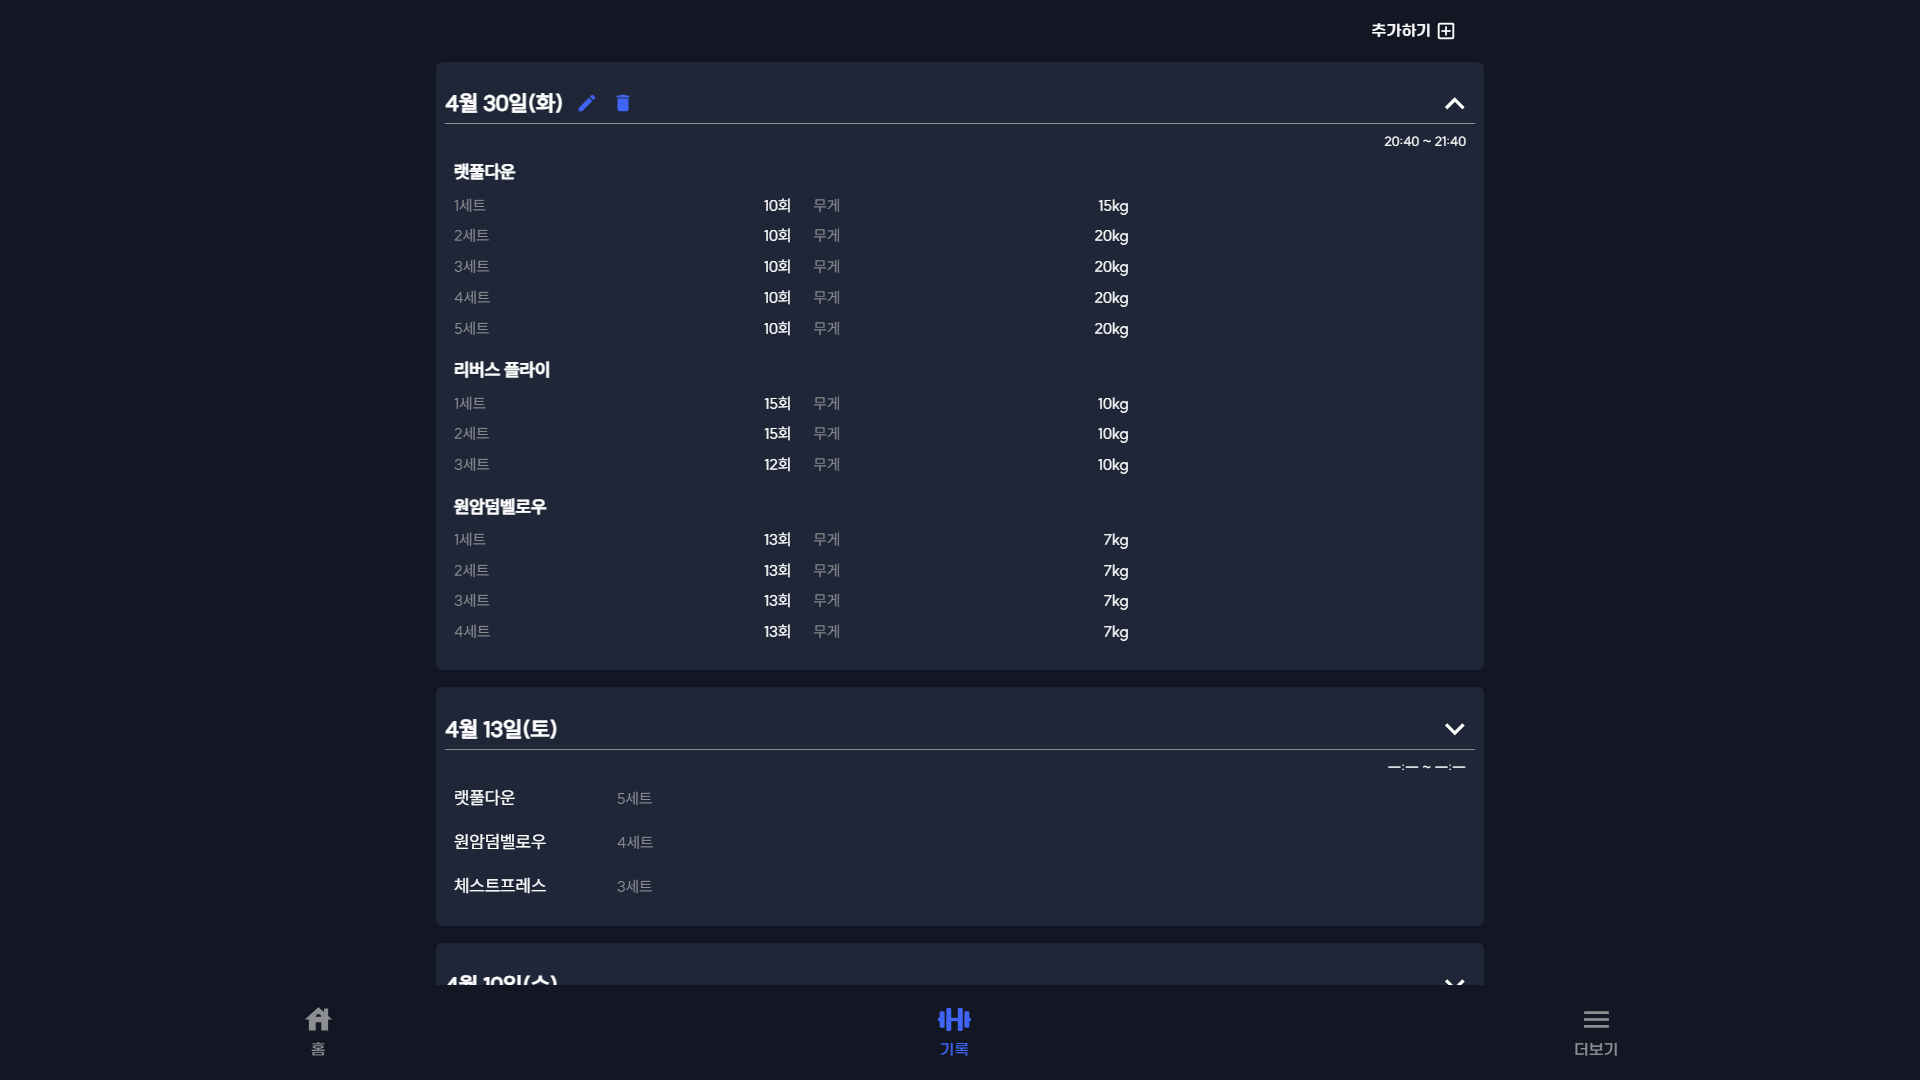 추가하기
4월 30일(화)
20:40 ~ 21:40
랫풀다운
1세트 10회 무게 15kg
2세트 10회 무게 20kg
3세트 10회 무게 20kg
4세트 10회 무게 20kg
5세트 10회 무게 20kg
리버스 플라이
1세트 15회 무게 10kg
2세트 15회 무게 10kg
3세트 12회 무게 10kg
원암덤벨로우
1세트 13회 무게 7kg
2세트 13회 무게 7kg
3세트 13회 무게 7kg
4세트 13회 무게 7kg
4월 13일(토)
--:-- ~ --:--
랫풀다운 5세트
원암덤벨로우 4세트
체스트프레스 3세트
4월 10일(수)
홈 기록 더보기